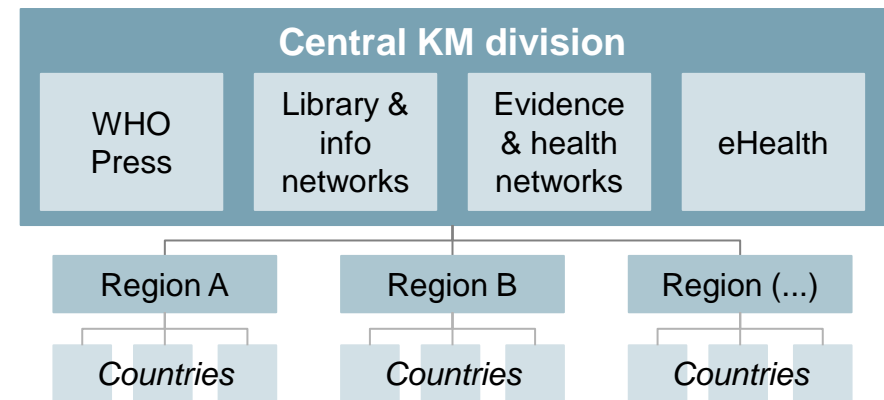 Central KM division
WHO
Press
Library &
info
networks
Evidence
& health
networks
eHealth
Region A
Region B
Region (...)
Countries
Countries
Countries